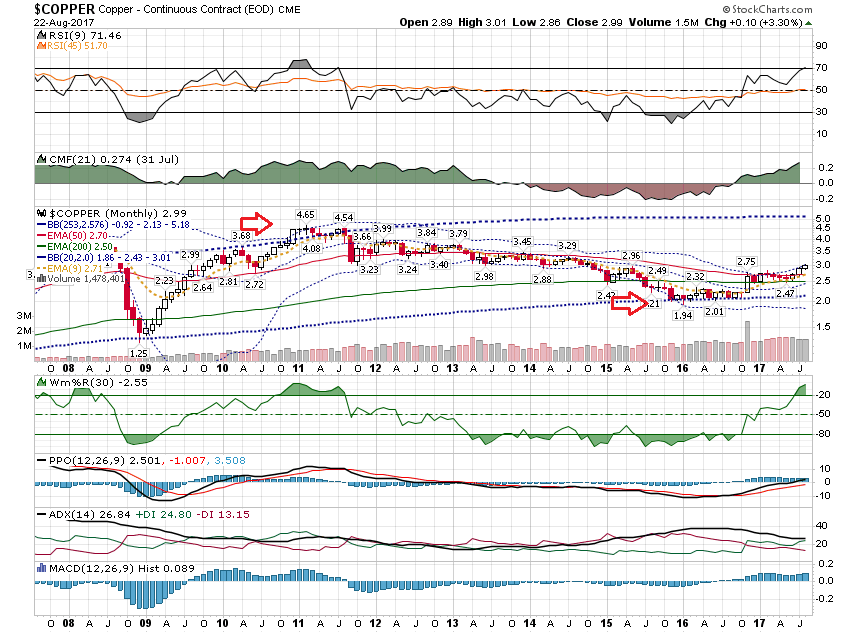 $COPPER Copper - Continuous Contract (EOD) CME
© StockCharts.com
22-Aug-2017
Open 2.89 High 3.01 Low 2.86 Close 2.99 Volume 1.5M Chg +0.10 (+3.30%)
RSI(9) 71.46
RSI(45) 51.70
90
70
50
30
10
CMF(21) 0.274 (31 Jul)
0.2
0.0
-0.2
$COPPER (Monthly) 2.99
BB(253,2.576) -0.92 - 2.13 - 5.18
EMA(50) 2.70
EMA(200) 2.50
BB(20,2.0) 1.86 - 2.43 - 3.01
EMA(9) 2.71
Volume 1,478,401
4.65
4.54
3.68
4.08
3.66
3.99
3.84
3.79
3.45
3.29
2.99
2.96
2.75
3.
2.23
2.64
2.81
2.72
3.23
3.24
3.40
2.98
2.88
2.49
2.32
2.42
21
1.94
2.01
2.47
1.25
5.0
4.5
4.0
3.5
3.0
2.5
2.0
1.5
3M
2M
1M
O 08 A J O 09 A J O 10 A J O 11 A J O 12 A J O 13 A J O 14 A J O 15 A J O 16 A J O 17 A J
Wm%R(30) -2.55
-20
-50
-80
PPO(12,26,9) 2.501, -1.007, 3.508
10
0
-10
ADX(14) 26.84 +DI 24.80 -DI 13.15
40
20
MACD(12,26,9) Hist 0.089
0.2
0.0
-0.2
O 08 A J O 09 A J O 10 A J O 11 A J O 12 A J O 13 A J O 14 A J O 15 A J O 16 A J O 17 A J